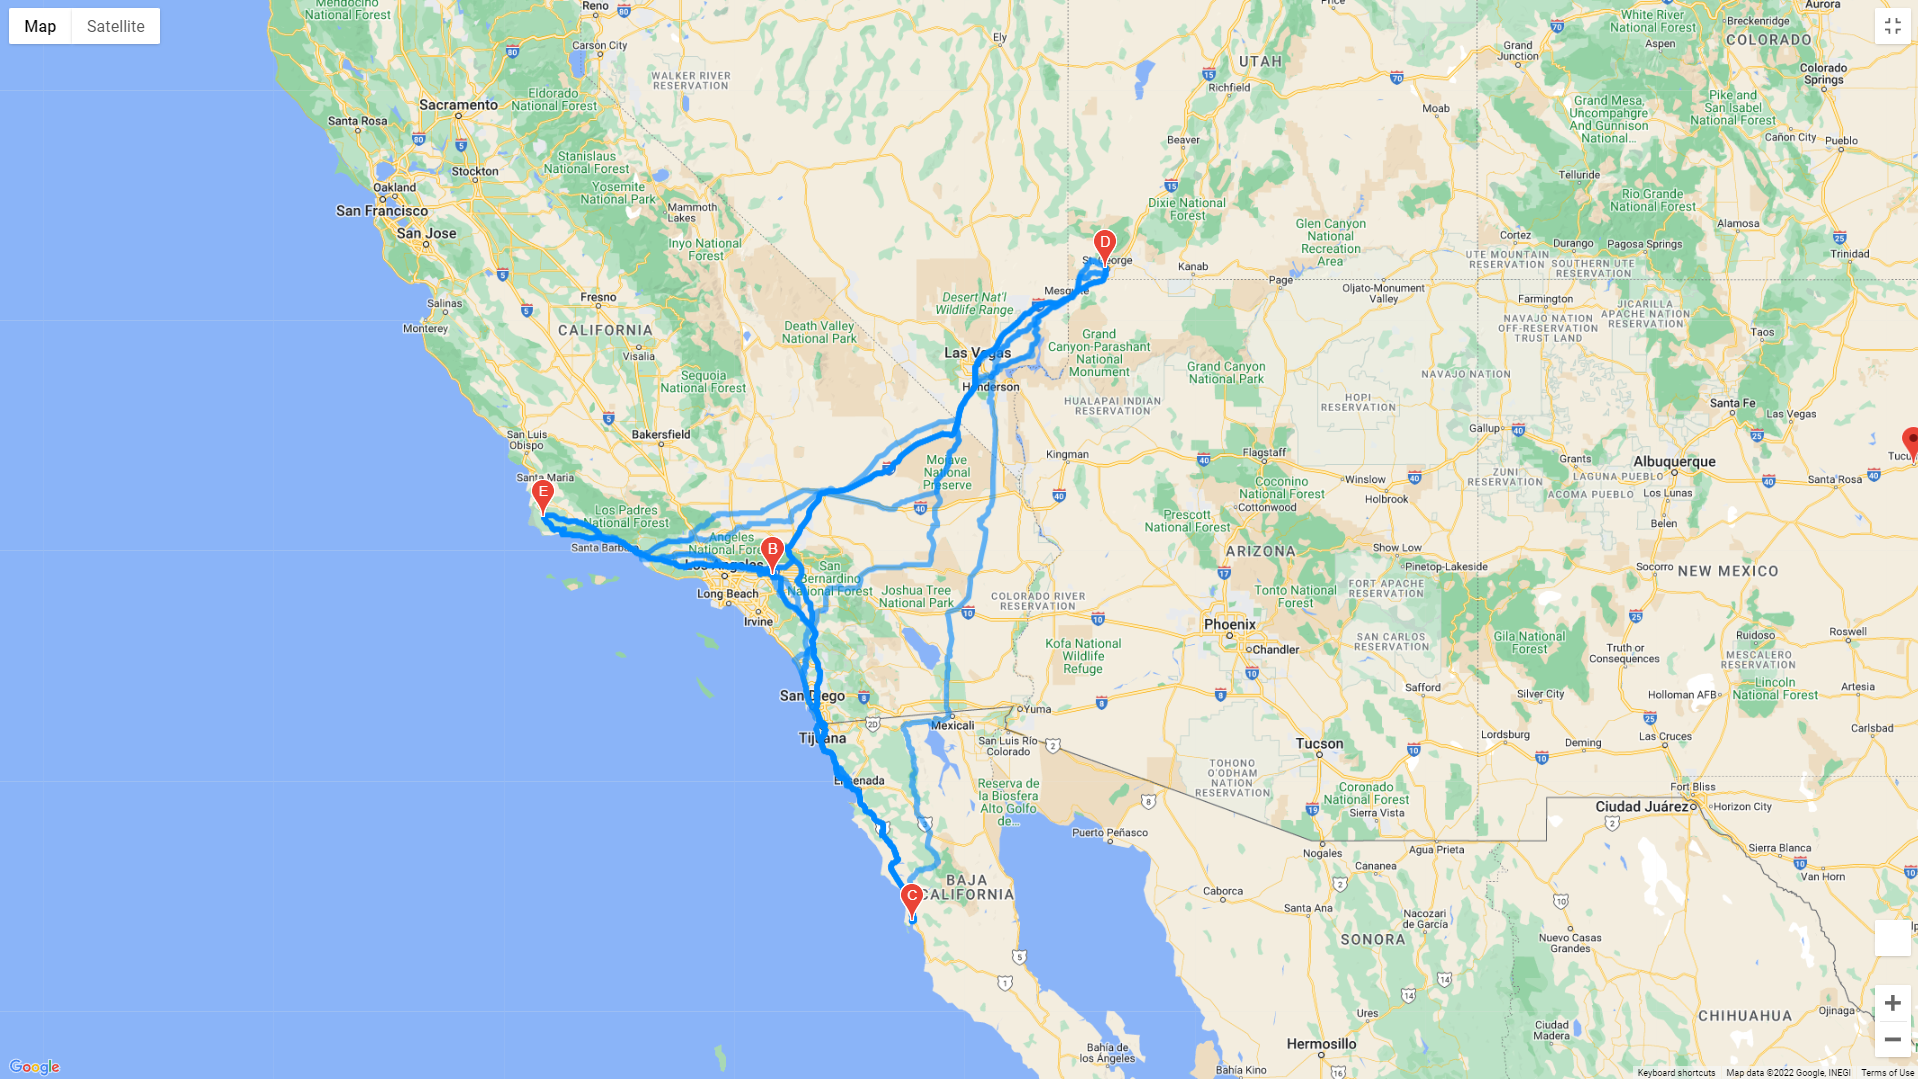 Map
Satellite
MENDOCINO
National Forest
Reno
Carson City
Ely
Price
White River
National Forest
Aspen
Breckenridge
Aurora
COLORADO
Grand
Junction
Colorado
Springs
UTAH
Richfield
WALKER RIVER
RESERVATION
Eldorado
National Forest
Sacramento
Santa Rosa
Moab
Grand Mesa,
Uncompahgre
And Gunnison
National...
Pike and
San Isabel
National Forests
Cañon City
Pueblo
Beaver
Stanislaus
National Forest
Stockton
Yosemite
National Park
Oakland
San Francisco
San Jose
Mammoth
Lakes
Telluride
Rio Grande
National Forest
Dixie National
Forest
Glen Canyon
National
Recreation
Area
Alamosa
Inyo National
Forest
D
St. George
Kanab
Page
Cortez
Durango
Pagosa Springs
Trinidad
UTE MOUNTAIN
RESERVATION
SOUTHERN UTE
RESERVATION
Oljato-Monument
Valley
Farmington
Mesquite
Desert Nat'l
Wildlife Range
Fresno
Salinas
Monterey
CALIFORNIA
Visalia
Death Valley
National Park
Las Vegas
Henderson
Grand
Canyon-Parashant
National
Monument
JICARILLA
APACHE NATION
RESERVATION
NAVAJO NATION
OFF-RESERVATION
TRUST LAND
Taos
Sequoia
National Forest
Grand Canyon
National Park
NAVAJO NATION
HUALAPAI INDIAN
RESERVATION
HOPI
RESERVATION
Santa Fe
Las Vegas
San Luis
Obispo
Bakersfield
Kingman
Flagstaff
Gallup
Grants
Albuquerque
Santa Maria
E
Mojave
National
Preserve
Coconino
National Forest
Cottonwood
Winslow
Holbrook
ZUNI
RESERVATION
LAGUNA PUEBLO
ACOMA PUEBLO
Los Lunas
Santa Rosa
Los Padres
National Forest
Santa Barbara
Prescott
National Forest
Belen
Angeles
National Forest
B
Los Angeles
San
Bernardino
National Forest
ARIZONA
Show Low
Pinetop-Lakeside
Socorro
NEW MEXICO
Long Beach
Irvine
Joshua Tree
National Park
COLORADO RIVER
RESERVATION
Tonto National
Forest
FORT APACHE
RESERVATION
Phoenix
Chandler
SAN CARLOS
RESERVATION
Gila National
Forest
Kofa National
Wildlife
Refuge
Ruidoso
Roswell
Truth or
Consequences
MESCALERO
RESERVATION
San Diego
Safford
Silver City
Holloman AFB
Lincoln
National Forest
Artesia
Yuma
Mexicali
Tijuana
San Luis Río
Colorado
Tucson
Lordsburg
Deming
Las Cruces
Carlsbad
Ensenada
Reserva de
la Biosfera
Alto Golfo
de...
TOHONO
O'ODHAM
NATION
RESERVATION
Coronado
National Forest
Sierra Vista
Fort Bliss
Ciudad Juárez
Horizon City
Puerto Peñasco
Nogales
Agua Prieta
Sierra Blanca
Van Horn
Cananea
C
BAJA
CALIFORNIA
Caborca
Santa Ana
Nacozari
de García
SONORA
Nuevo Casas
Grandes
Ures
Ciudad
Madera
CHIHUAHUA
Ojinaga
Hermosillo
Bahía de
los Ángeles
Bahía Kino
Google
Keyboard shortcuts
Map data ©2022 Google, INEGI
Terms of Use